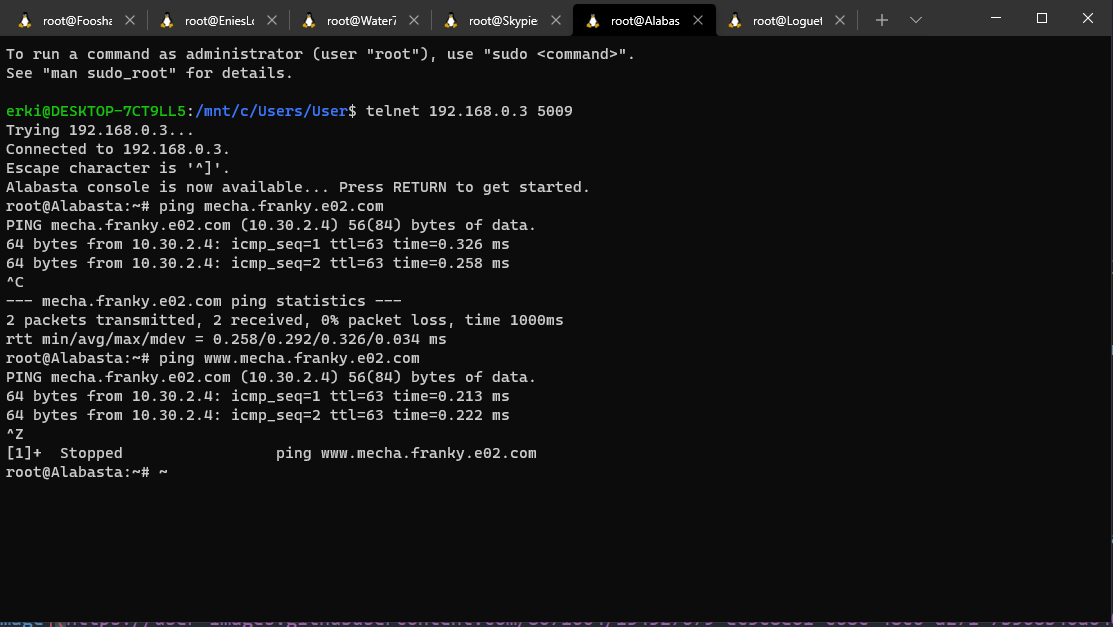 root@Foosha
root@EniesLo
root@Water7
root@Skypie
root@Alabas
root@Loguet
To run a command as administrator (user "root"), use "sudo <command>".
See "man sudo_root" for details.
erki@DESKTOP-7CT9LL5:/mnt/c/Users/User$ telnet 192.168.0.3 5009
Trying 192.168.0.3...
Connected to 192.168.0.3.
Escape character is '^]'.
Alabasta console is now available... Press RETURN to get started.
root@Alabasta:~# ping mecha.franky.e02.com
PING mecha.franky.e02.com (10.30.2.4) 56(84) bytes of data.
64 bytes from 10.30.2.4: icmp_seq=1 ttl=63 time=0.326 ms
64 bytes from 10.30.2.4: icmp_seq=2 ttl=63 time=0.258 ms
^C
--- mecha.franky.e02.com ping statistics ---
2 packets transmitted, 2 received, 0% packet loss, time 1000ms
rtt min/avg/max/mdev = 0.258/0.292/0.326/0.034 ms
root@Alabasta:~# ping www.mecha.franky.e02.com
PING mecha.franky.e02.com (10.30.2.4) 56(84) bytes of data.
64 bytes from 10.30.2.4: icmp_seq=1 ttl=63 time=0.213 ms
64 bytes from 10.30.2.4: icmp_seq=2 ttl=63 time=0.222 ms
^Z
[1]+  Stopped                 ping www.mecha.franky.e02.com
root@Alabasta:~# ~